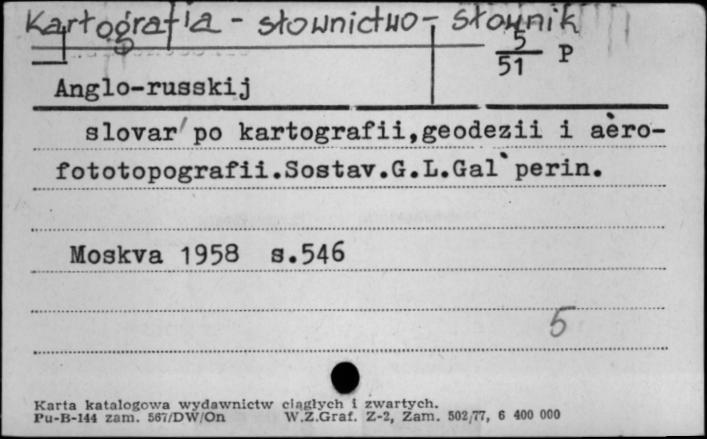 Kartografia - słownictwo - słownik
5
51 P
Anglo-russkij
slovar' po kartografii,geodezii i aèro-
fototopografii.Sostav.G.L.Gal`perin.
Moskva 1958 s.546
5
Karta katalogowa wydawnictw ciągłych i zwartych.
Pu-B-144 zam. 567/DW/On W.Z.Graf. Z-2, Zam. 502/77, 6 400 000